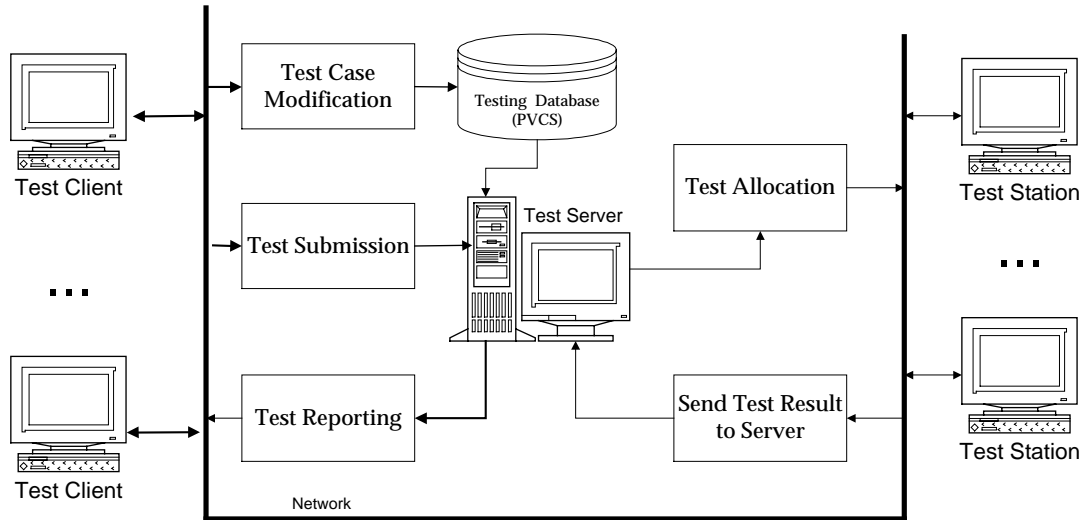 Test Case
Modification
Testing Database
(PVCS)
Test Client
Test Station
Test Allocation
Test Server
Test Submission
...
...
Test Reporting
Send Test Result
to Server
Test Client
Test Station
Network